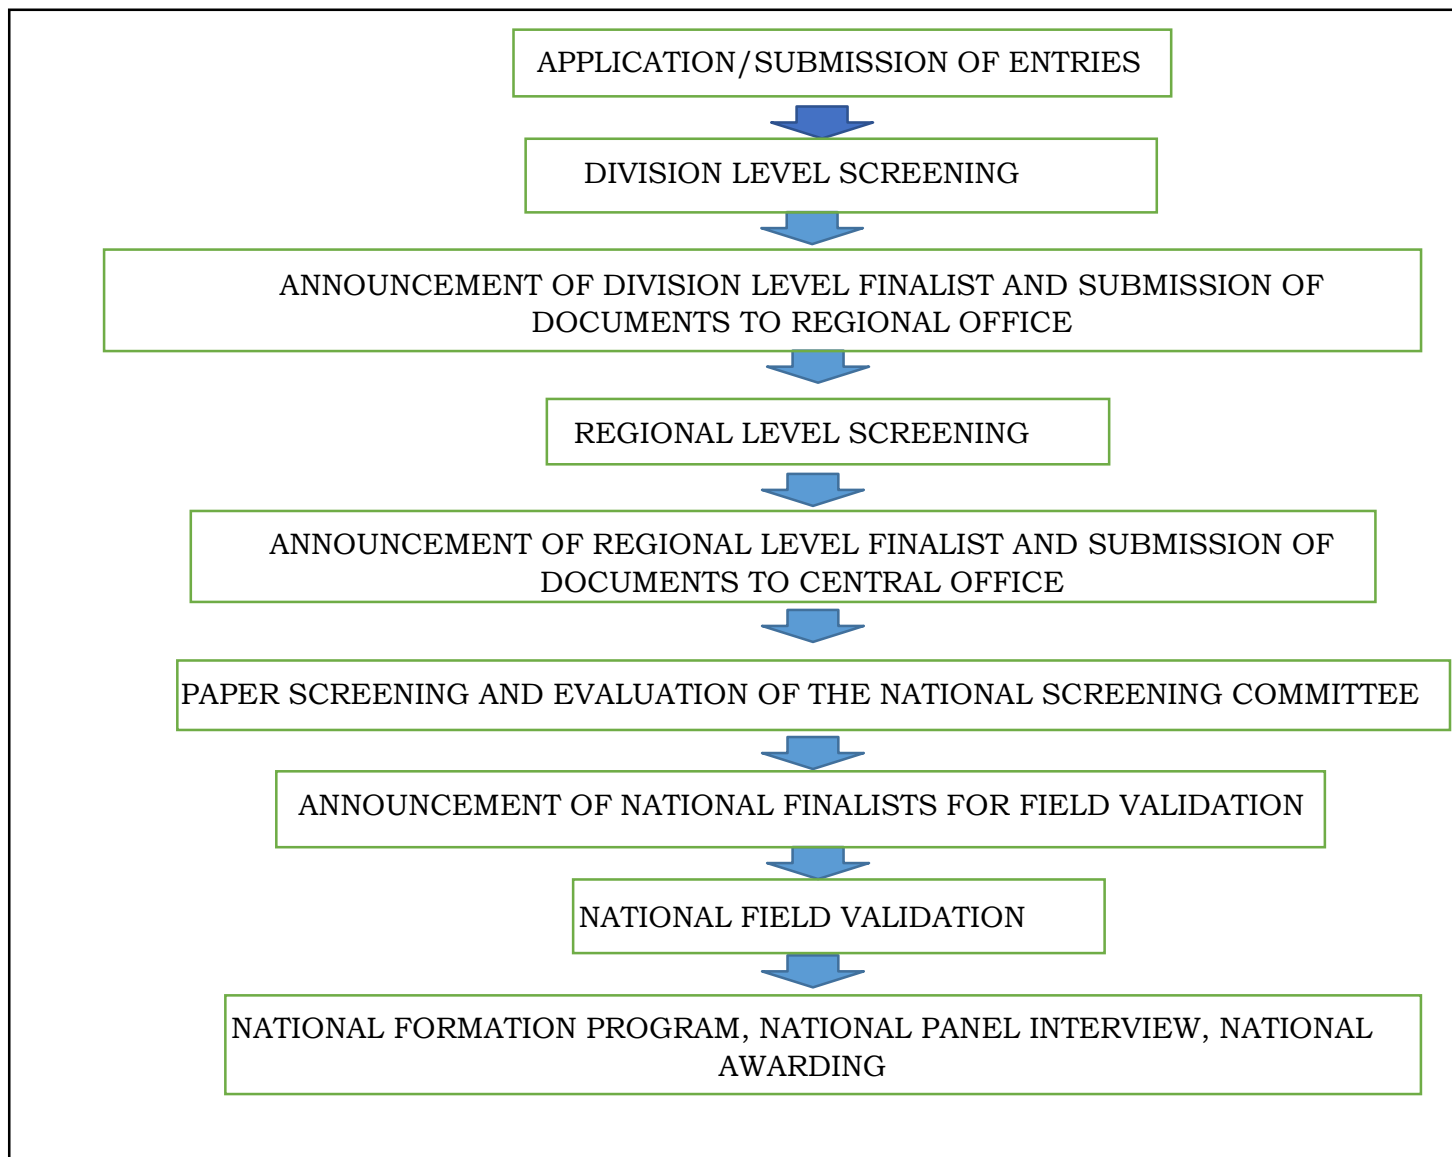 APPLICATION/SUBMISSION OF ENTRIES
DIVISION LEVEL SCREENING
ANNOUNCEMENT OF DIVISION LEVEL FINALIST AND SUBMISSION OF
DOCUMENTS TO REGIONAL OFFICE
REGIONAL LEVEL SCREENING
ANNOUNCEMENT OF REGIONAL LEVEL FINALIST AND SUBMISSION OF
DOCUMENTS TO CENTRAL OFFICE
PAPER SCREENING AND EVALUATION OF THE NATIONAL SCREENING COMMITTEE
ANNOUNCEMENT OF NATIONAL FINALISTS FOR FIELD VALIDATION
NATIONAL FIELD VALIDATION
NATIONAL FORMATION PROGRAM, NATIONAL PANEL INTERVIEW, NATIONAL
AWARDING